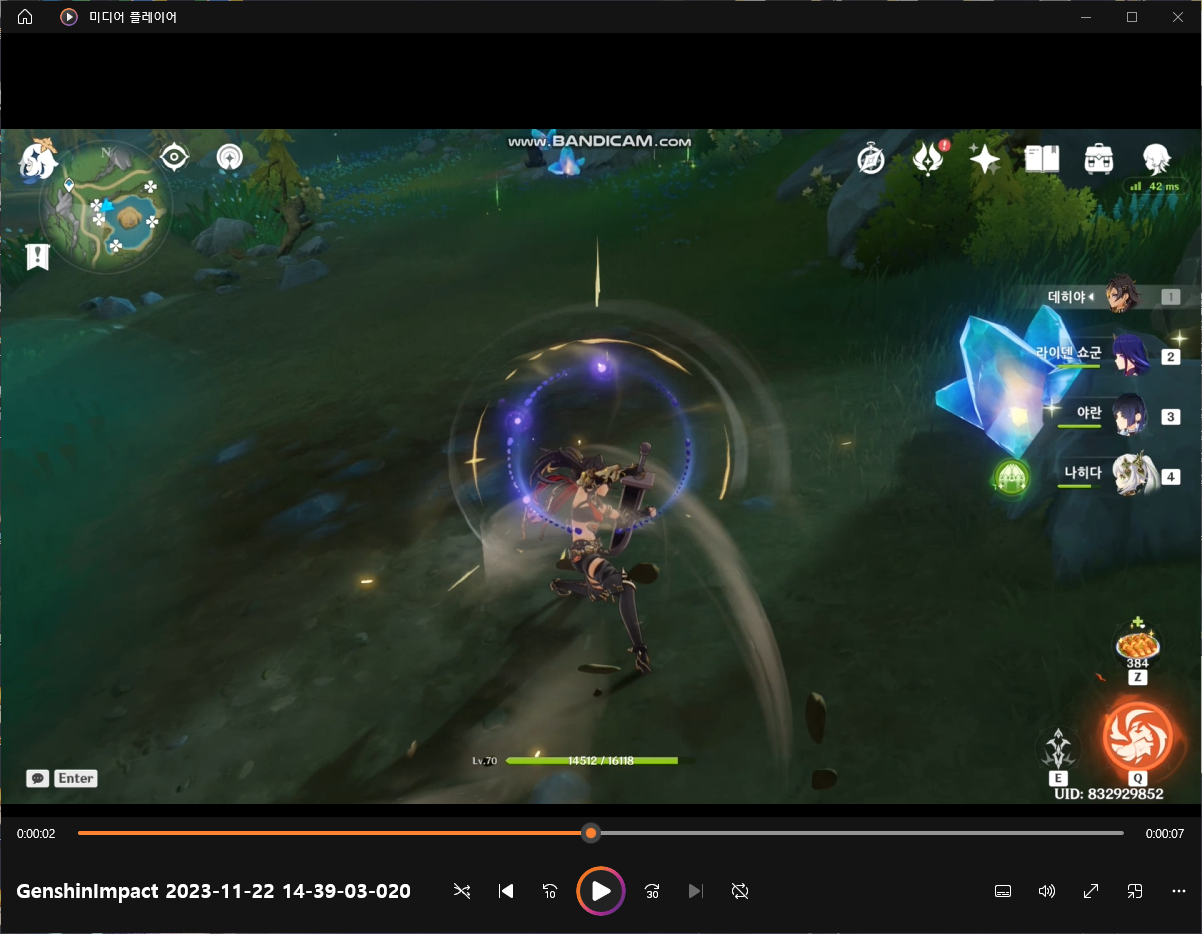 미디어 플레이어
www.BANDICAM.com
N
42 ms
데히야
1
라이덴 쇼군
2
야란
3
나히다
4
384
Z
Lv.70
14512 / 16118
Enter
E
Q
UID: 832929852
0:00:02
0:00:07
GenshinImpact 2023-11-22 14-39-03-020
10
30